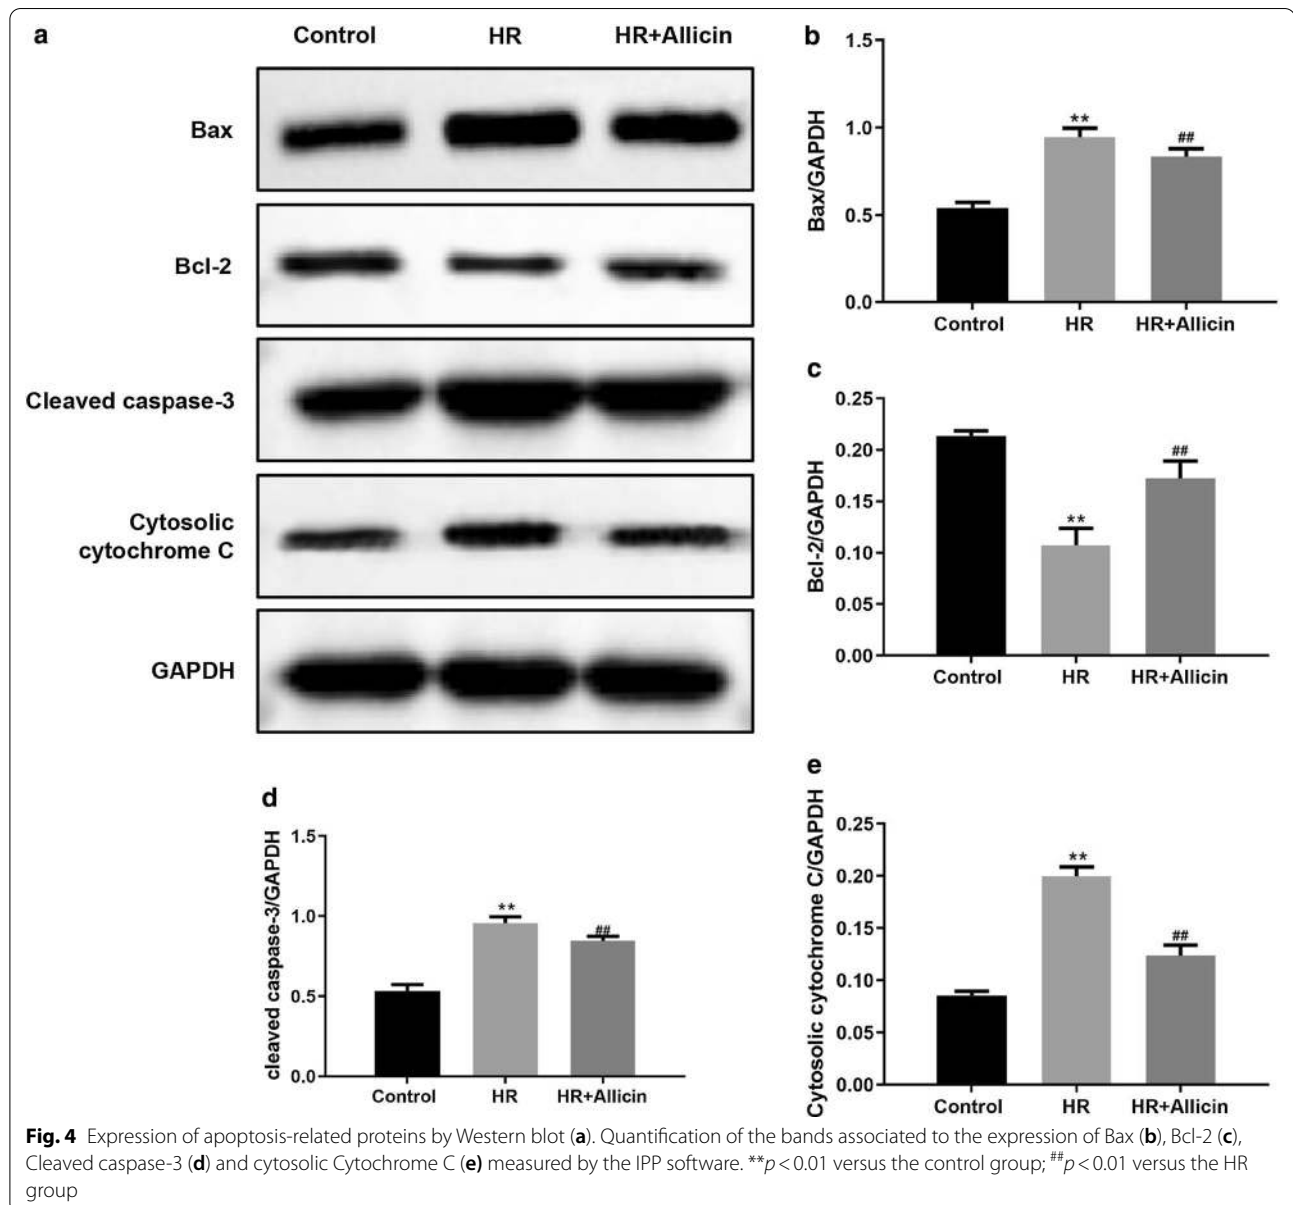 a
Control HR HR+Allicin
Bax
Bcl-2
Cleaved caspase-3
Cytosolic
cytochrome C
GAPDH
b
Bax/GAPDH
1.5
1.0
0.5
0.0
**
##
Control HR HR+Allicin
c
Bcl-2/GAPDH
0.25
0.20
0.15
0.10
0.05
0.00
**
##
Control HR HR+Allicin
d
cleaved caspase-3/GAPDH
1.5
1.0
0.5
0.0
**
##
Control HR HR+Allicin
e
Cytosolic cytochrome C/GAPDH
0.25
0.20
0.15
0.10
0.05
0.00
**
##
Control HR HR+Allicin
Fig. 4 Expression of apoptosis-related proteins by Western blot (a). Quantification of the bands associated to the expression of Bax (b), Bcl-2 (c),
Cleaved caspase-3 (d) and cytosolic Cytochrome C (e) measured by the IPP software. **p < 0.01 versus the control group; ##p < 0.01 versus the HR
group